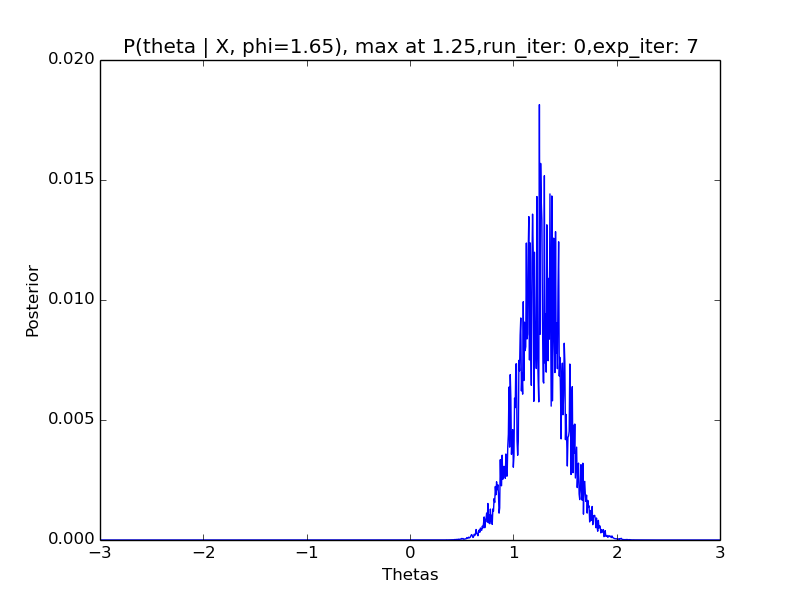 P(theta | X, phi=1.65), max at 1.25,run_iter: 0,exp_iter: 7
0.020
0.015
0.010
0.005
0.000
Posterior
−3 −2 −1 0 1 2 3
Thetas